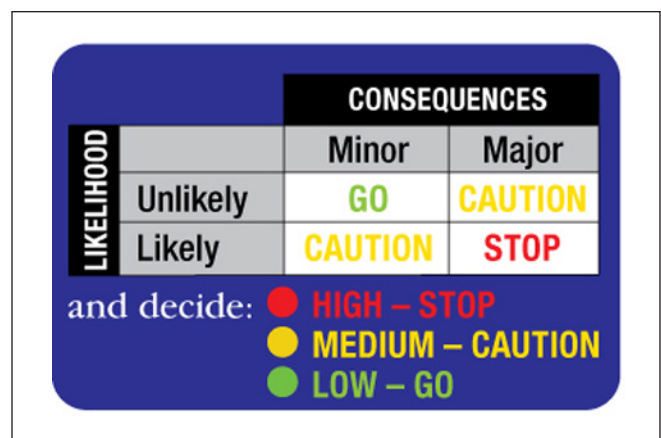 CONSEQUENCES
LIKELIHOOD
Minor Major
Unlikely GO CAUTION
Likely CAUTION STOP
and decide: HIGH – STOP
MEDIUM – CAUTION
LOW – GO